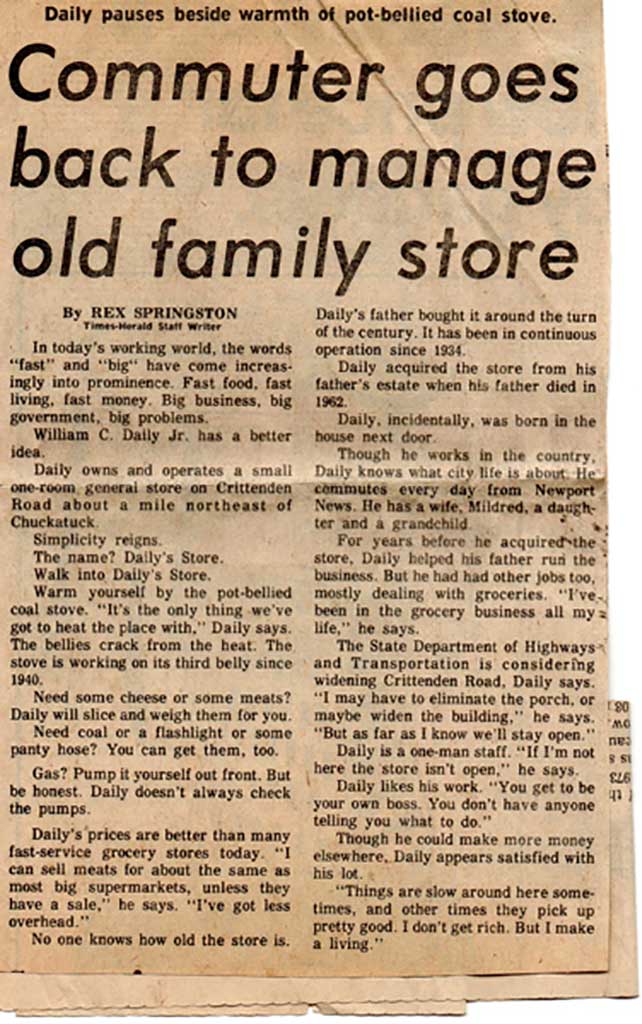 Daily pauses beside warmth of pot-bellied coal stove.
Commuter goes
back to manage
old family store
By REX SPRINGSTON
Times-Herald Staff Writer
In today's working world, the words
"fast" and "big" have come increas-
ingly into prominence. Fast food, fast
living, fast money. Big business, big
government, big problems.
William C. Daily Jr. has a better
idea.
Daily owns and operates a small
one-room general store on Crittenden
Road about a mile northeast of
Chuckatuck.
Simplicity reigns.
The name? Daily's Store.
Walk into Daily's Store.
Warm yourself by the pot-bellied
coal stove. "It's the only thing we've
got to heat the place with," Daily says.
The bellies crack from the heat. The
stove is working on its third belly since
1940.
Need some cheese or some meats?
Daily will slice and weigh them for you.
Need coal or a flashlight or some
panty hose? You can get them, too.
Gas? Pump it yourself out front. But
be honest. Daily doesn't always check
the pumps.
Daily's prices are better than many
fast-service grocery stores today. "I
can sell meats for about the same as
most big supermarkets, unless they
have a sale," he says. "I've got less
overhead."
No one knows how old the store is.
Daily's father bought it around the turn
of the century. It has been in continuous
operation since 1934.
Daily acquired the store from his
father's estate when his father died in
1962.
Daily, incidentally, was born in the
house next door.
Though he works in the country,
Daily knows what city life is about. He
commutes every day from Newport
News. He has a wife, Mildred, a daugh-
ter and a grandchild.
For years before he acquired the
store, Daily helped his father run the
business. But he had had other jobs too,
mostly dealing with groceries. "I've
been in the grocery business all my
life," he says.
The State Department of Highways
and Transportation is considering
widening Crittenden Road, Daily says.
"I may have to eliminate the porch, or
maybe widen the building," he says.
"But as far as I know we'll stay open."
Daily is a one-man staff. "If I'm not
here the store isn't open," he says.
Daily likes his work. "You get to be
your own boss. You don't have anyone
telling you what to do."
Though he could make more money
elsewhere, Daily appears satisfied with
his lot.
"Things are slow around here some-
times, and other times they pick up
pretty good. I don't get rich. But I make
a living."